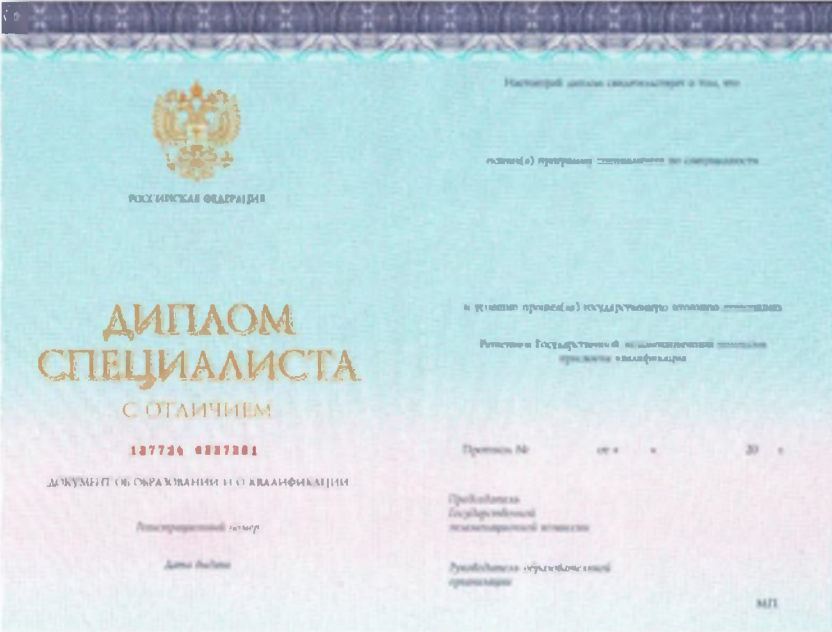 РОССИЙСКАЯ ФЕДЕРАЦИЯ
ДИПЛОМ
СПЕЦИАЛИСТА
С ОТЛИЧИЕМ
ДОКУМЕНТ ОБ ОБРАЗОВАНИИ И О КВАЛИФИКАЦИИ
Регистрационный номер
Дата выдачи
Настоящий диплом свидетельствует о том, что
освоил(а) программу специалитета по специальности
и успешно прошел(ла) государственную итоговую аттестацию
Решением Государственной экзаменационной комиссии
присвоена квалификация
Протокол № от « » 20 г.
Председатель
Государственной
экзаменационной комиссии
Руководитель образовательной
организации
М.П.